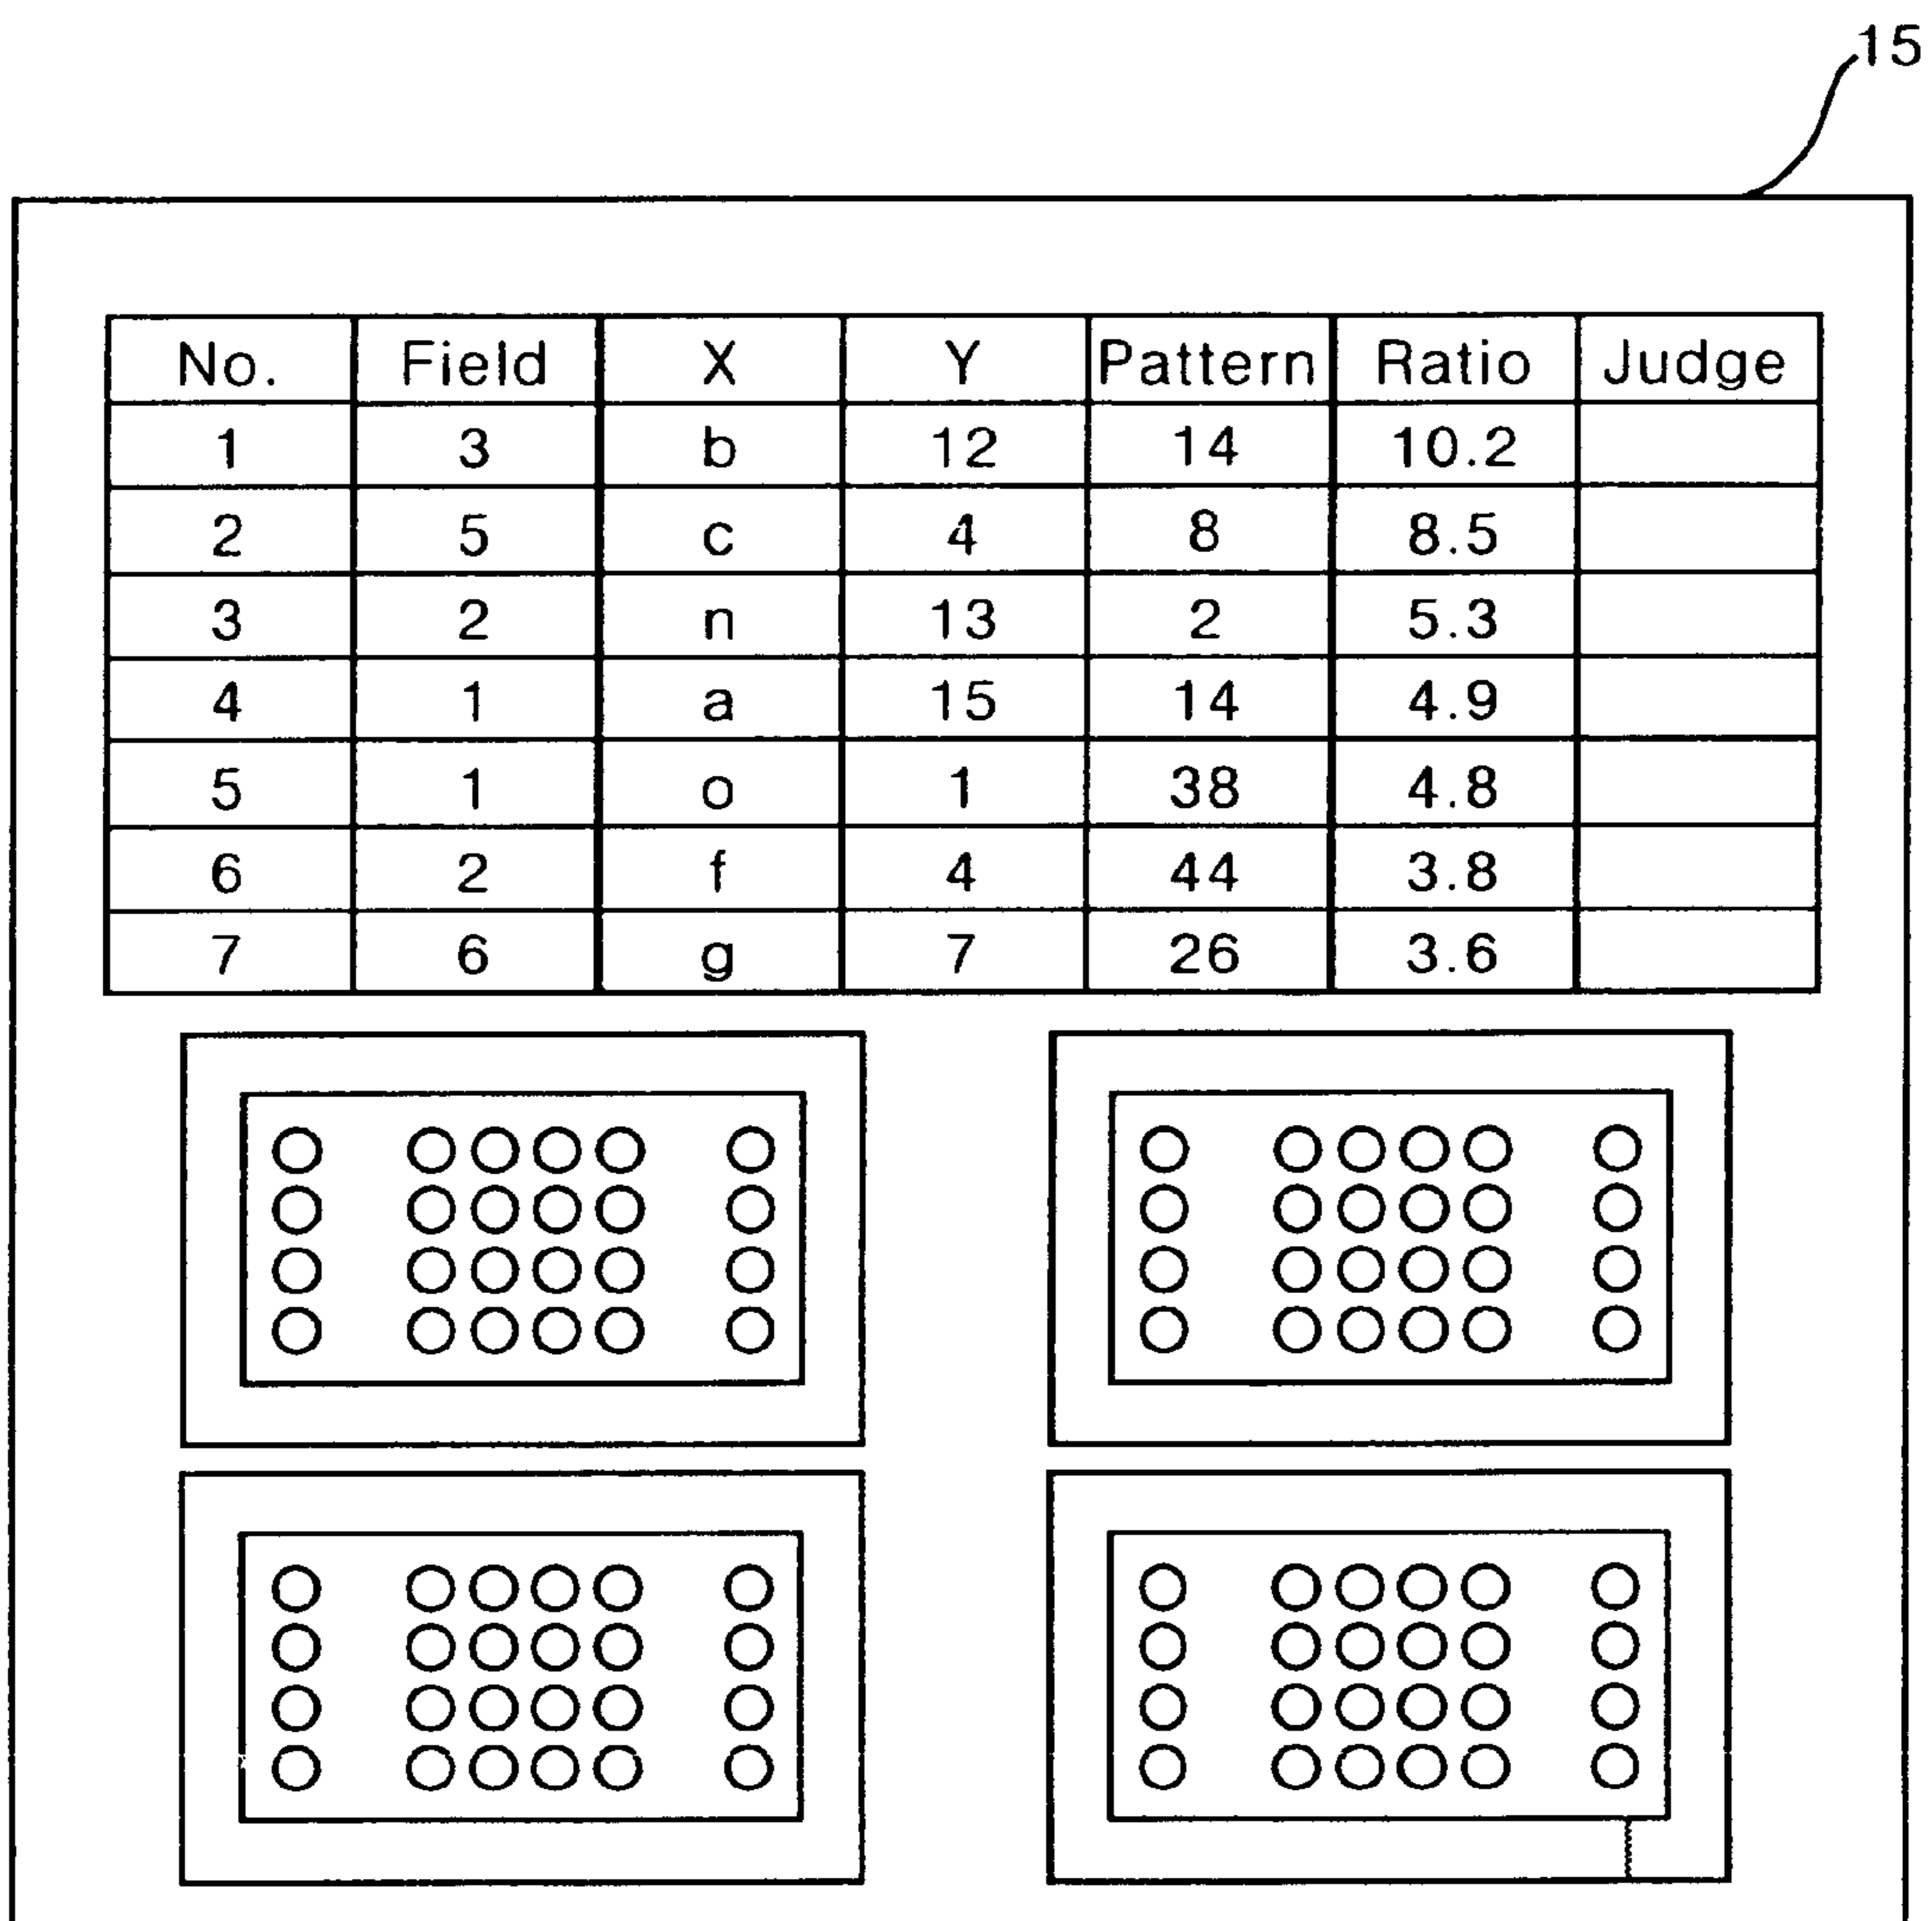 15
No. Field X Y Pattern Ratio Judge
1 3 b 12 14 10.2
2 5 c 4 8 8.5
3 2 n 13 2 5.3
4 1 a 15 14 4.9
5 1 o 1 38 4.8
6 2 f 4 44 3.8
7 6 g 7 26 3.6